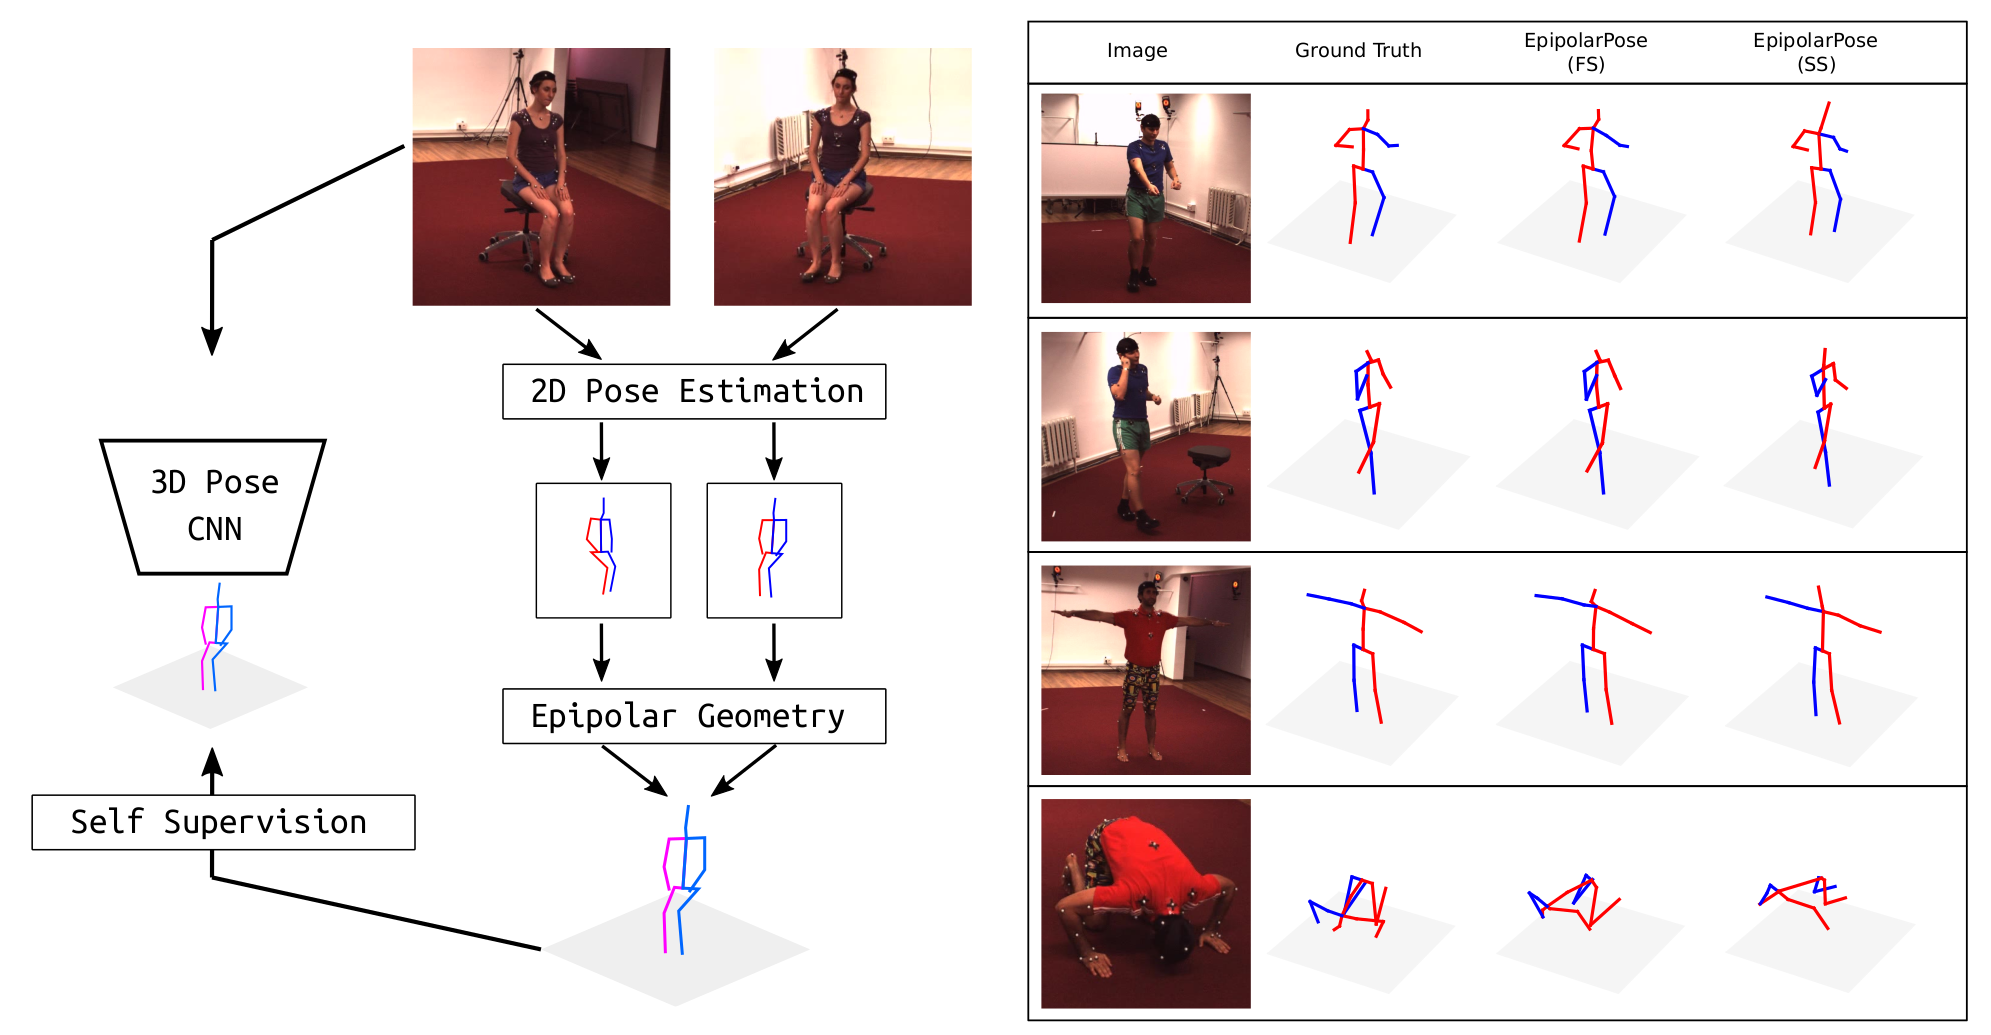 2D Pose Estimation
3D Pose
CNN
Epipolar Geometry
Self Supervision
Image
Ground Truth
EpipolarPose
(FS)
EpipolarPose
(SS)